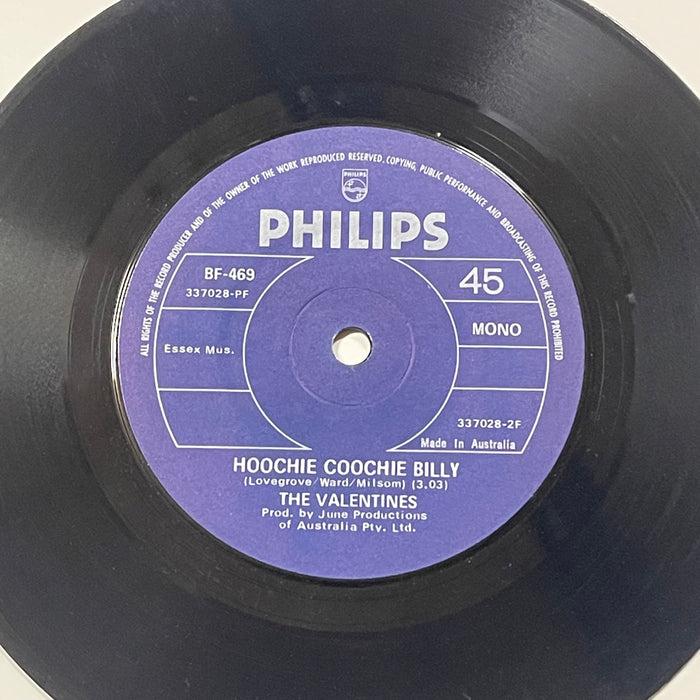 ALL RIGHTS OF THE RECORD PRODUCER AND OF THE OWNER OF THE WORK REPRODUCED RESERVED. COPYING, PUBLIC PERFORMANCE AND BROADCASTING OF THIS RECORD PROHIBITED
PHILIPS
PHILIPS
BF-469
337028-PF
45
MONO
Essex Mus.
337028-2F
Made In Australia
HOOCHIE COOCHIE BILLY
(Lovegrove/Ward/Milsom) (3.03)
THE VALENTINES
Prod. by June Productions
of Australia Pty. Ltd.